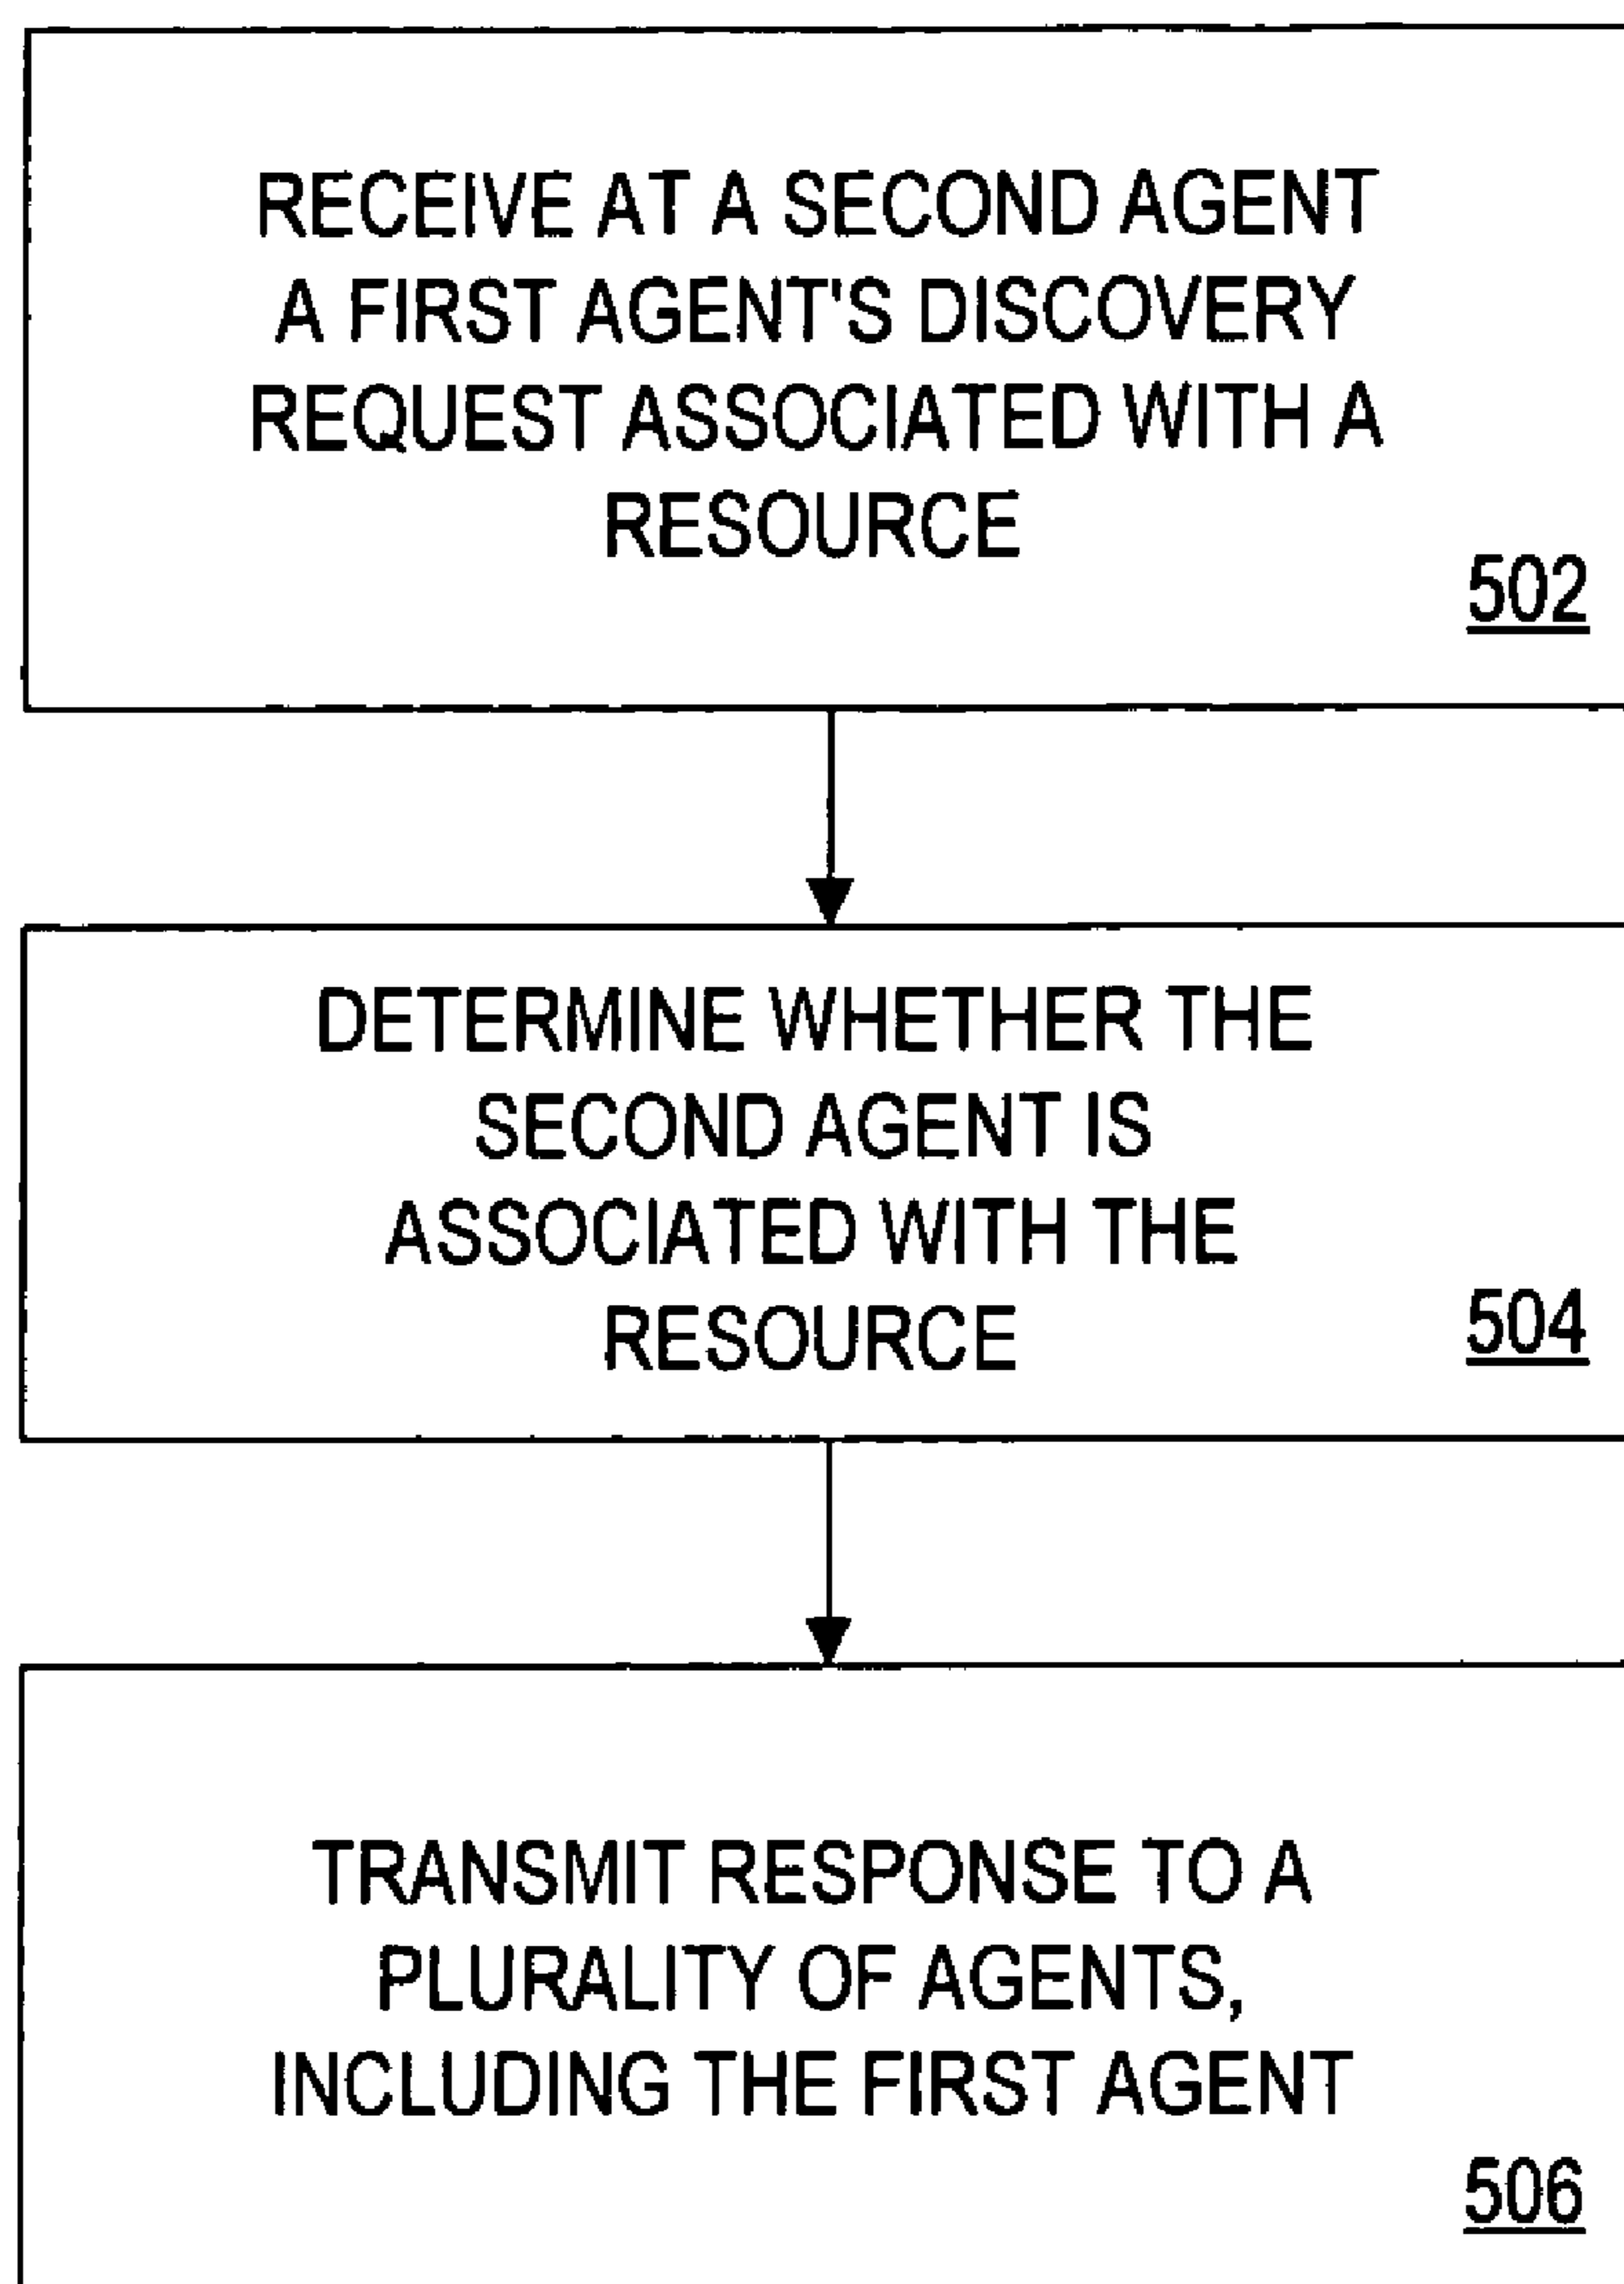 RECEIVE AT A SECOND AGENT
A FIRST AGENT'S DISCOVERY
REQUEST ASSOCIATED WITH A
RESOURCE
502
DETERMINE WHETHER THE
SECOND AGENT IS
ASSOCIATED WITH THE
RESOURCE
504
TRANSMIT RESPONSE TO A
PLURALITY OF AGENTS,
INCLUDING THE FIRST AGENT
506